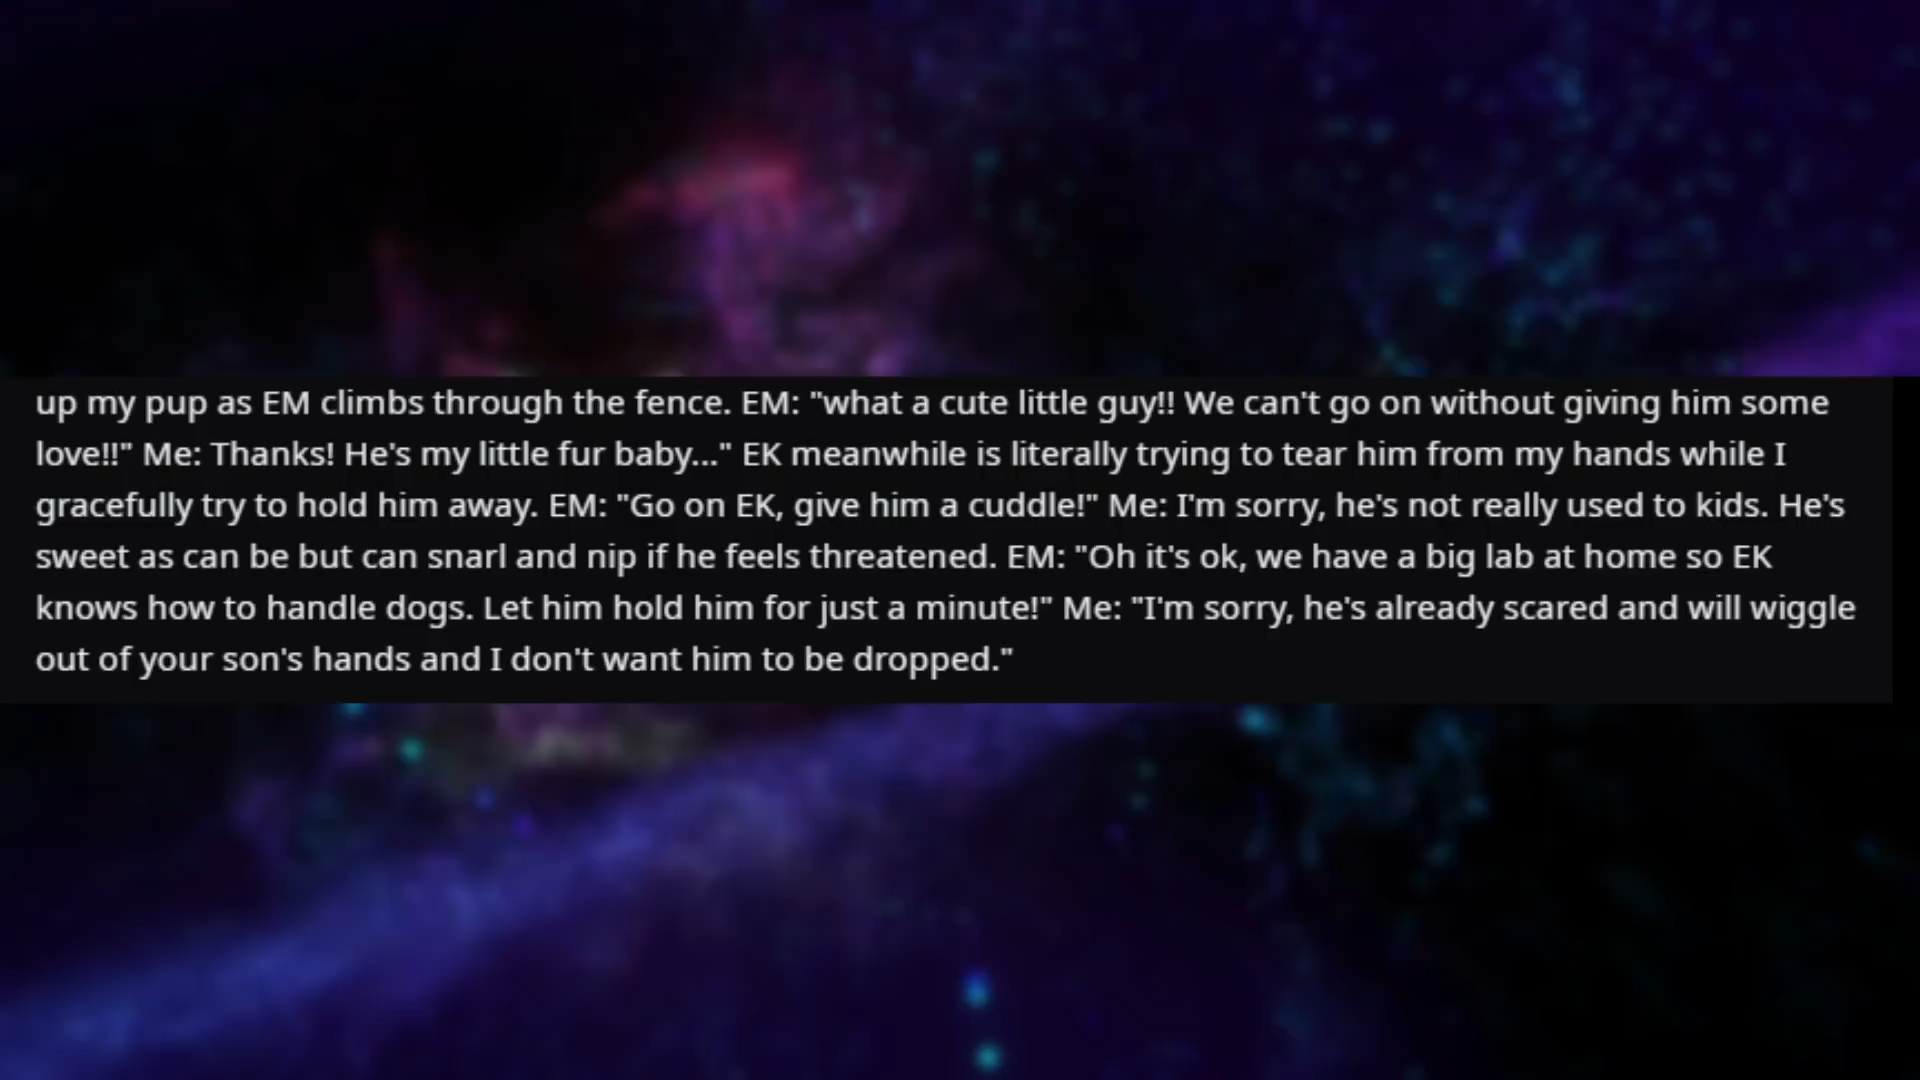 up my pup as EM climbs through the fence. EM: "what a cute little guy!! We can't go on without giving him some
love!!" Me: Thanks! He's my little fur baby..." EK meanwhile is literally trying to tear him from my hands while I
gracefully try to hold him away. EM: "Go on EK, give him a cuddle!" Me: I'm sorry, he's not really used to kids. He's
sweet as can be but can snarl and nip if he feels threatened. EM: "Oh it's ok, we have a big lab at home so EK
knows how to handle dogs. Let him hold him for just a minute!" Me: "I'm sorry, he's already scared and will wiggle
out of your son's hands and I don't want him to be dropped."